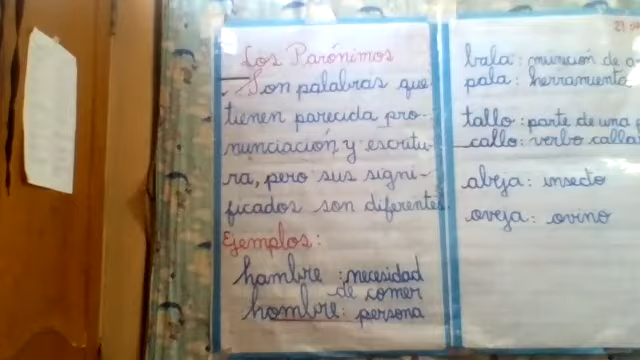 Los Parónimos
Son palabras que
tienen parecida pro-
nunciación y escritu-
ra, pero sus signi-
ficados son diferentes.
Ejemplos:
hambre : necesidad
de comer
hombre : persona
bala : munición de
pala : herramienta
tallo : parte de una
callo : verbo calla
abeja : insecto
oveja : ovino